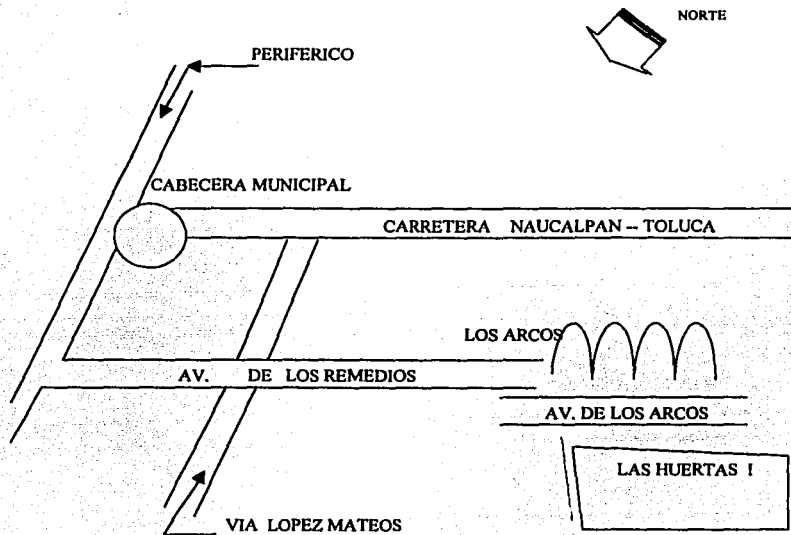 NORTE
PERIFERICO
CABECERA MUNICIPAL
CARRETERA NAUCALPAN – TOLUCA
LOS ARCOS
AV. DE LOS REMEDIOS
AV. DE LOS ARCOS
LAS HUERTAS I
VIA LOPEZ MATEOS